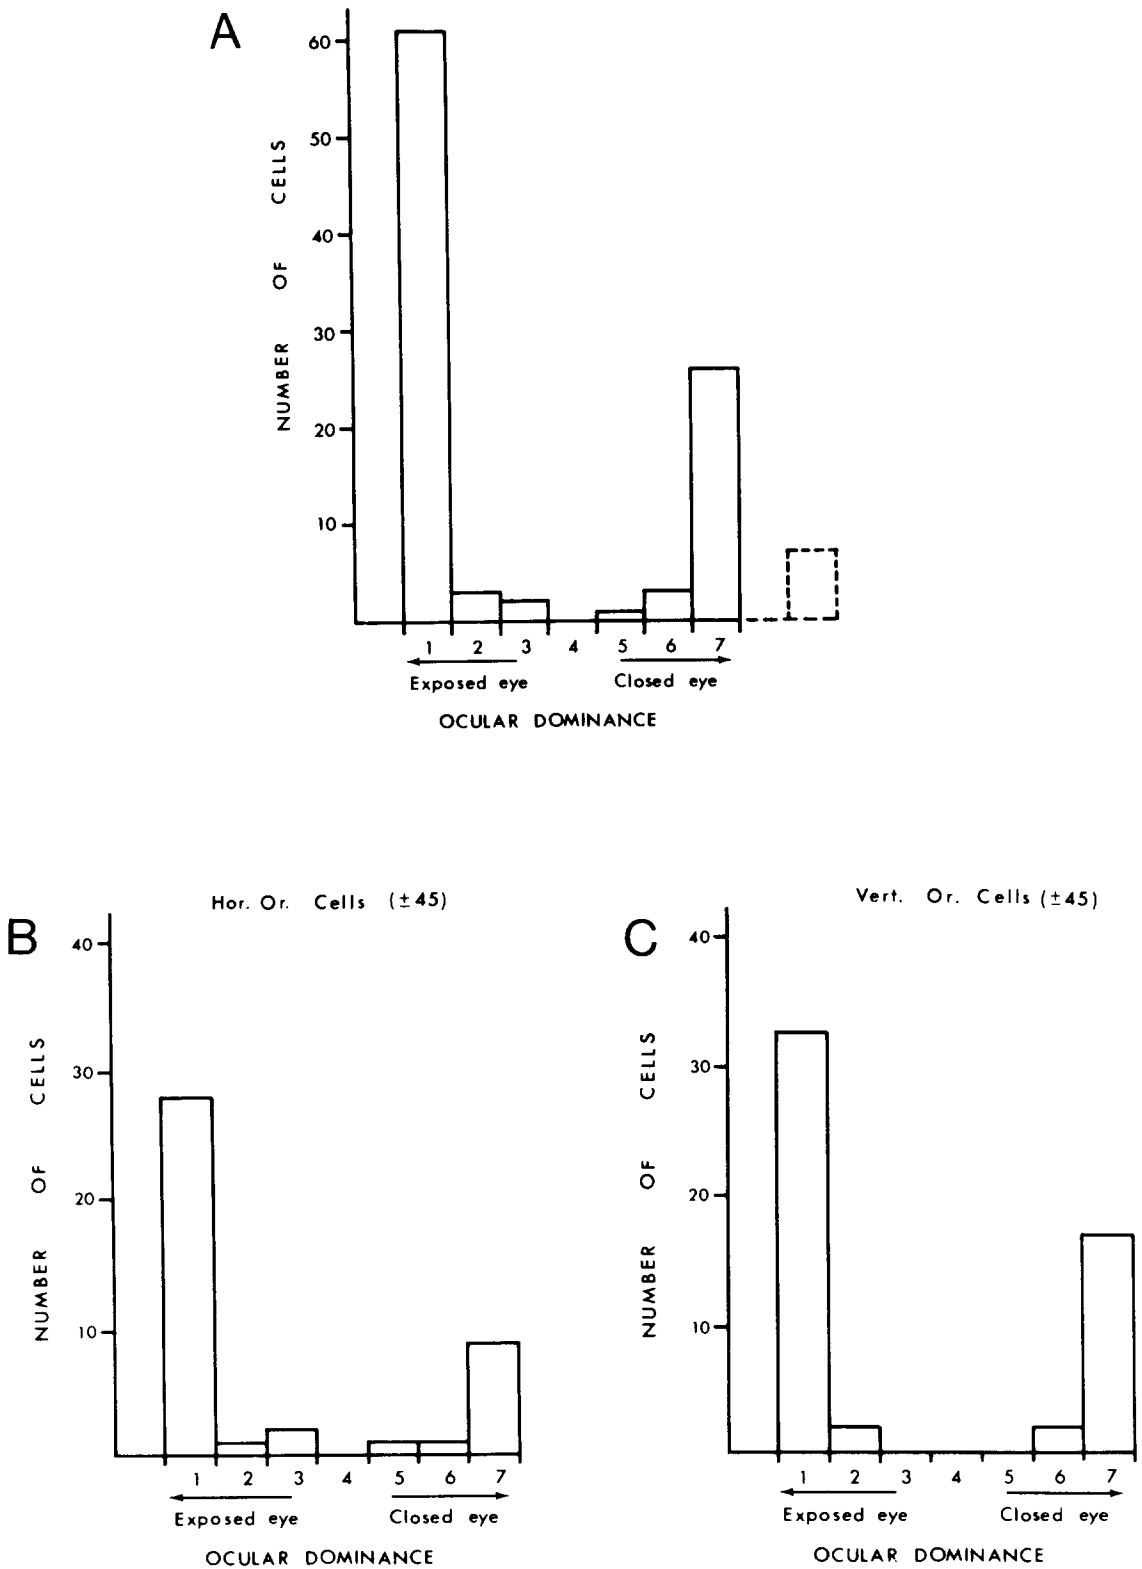 A
60
50
40
30
20
10
NUMBER OF CELLS
1 2 3 4 5 6 7
Exposed eye Closed eye
OCULAR DOMINANCE
B
Hor. Or. Cells (±45)
40
30
20
10
NUMBER OF CELLS
1 2 3 4 5 6 7
Exposed eye Closed eye
OCULAR DOMINANCE
C
Vert. Or. Cells (±45)
40
30
20
10
NUMBER OF CELLS
1 2 3 4 5 6 7
Exposed eye Closed eye
OCULAR DOMINANCE